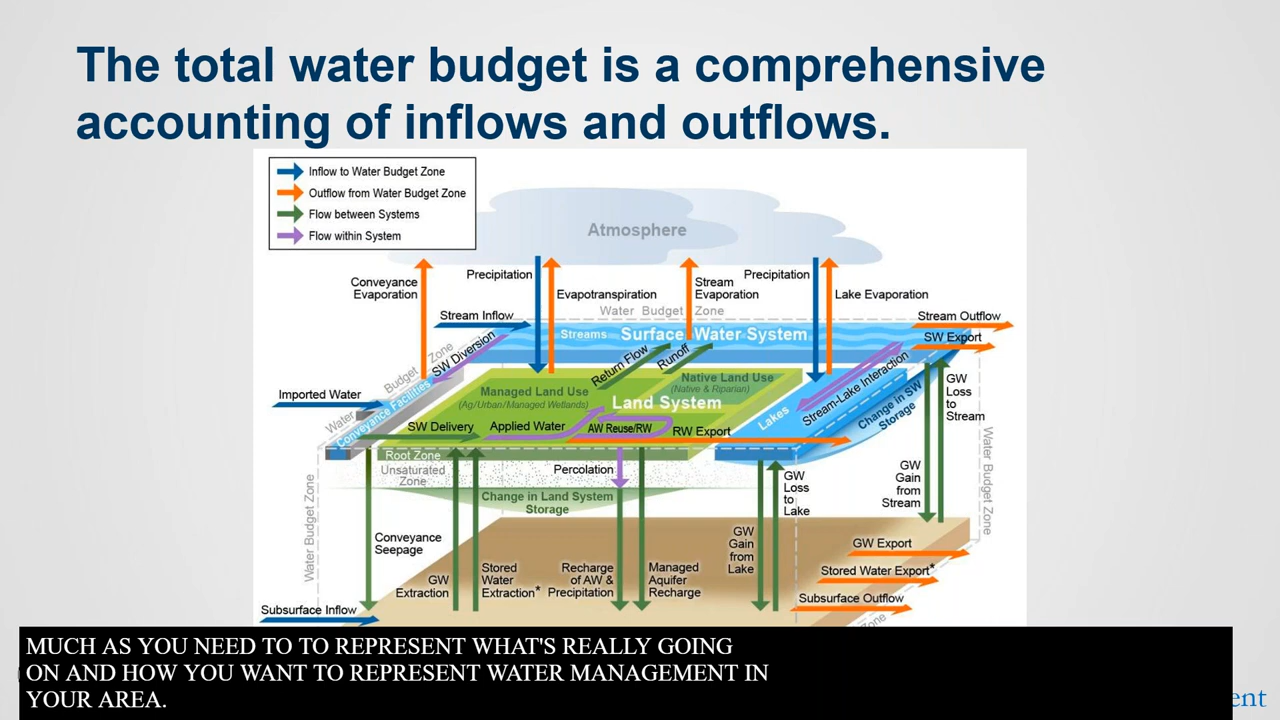 The total water budget is a comprehensive
accounting of inflows and outflows.
Inflow to Water Budget Zone
Outflow from Water Budget Zone
Flow between Systems
Flow within System
Atmosphere
Conveyance
Evaporation
Precipitation
Evapotranspiration
Stream
Evaporation
Precipitation
Lake Evaporation
Water Budget Zone
Stream Inflow
Stream Outflow
Streams
Surface Water System
SW Export
SW Diversion
Water Budget Zone
Return Flow
Runoff
Stream-Lake Interaction
Imported Water
Conveyance Facilities
Managed Land Use
(Ag/Urban/Managed Wetlands)
Native Land Use
(Native & Riparian)
Land System
Lakes
Change in SW
Storage
GW
Loss to
Stream
SW Delivery
Applied Water
AW Reuse/RW
RW Export
Root Zone
Unsaturated
Zone
Percolation
Change in Land System
Storage
GW
Loss
to
Lake
GW
Gain
from
Stream
Water Budget Zone
Water Budget Zone
Conveyance
Seepage
GW
Extraction
Stored
Water
Extraction*
Recharge
of AW &
Precipitation
Managed
Aquifer
Recharge
GW
Gain
from
Lake
GW Export
Stored Water Export*
Subsurface Outflow
Subsurface Inflow
Zone
MUCH AS YOU NEED TO TO REPRESENT WHAT'S REALLY GOING
ON AND HOW YOU WANT TO REPRESENT WATER MANAGEMENT IN
YOUR AREA.
ent